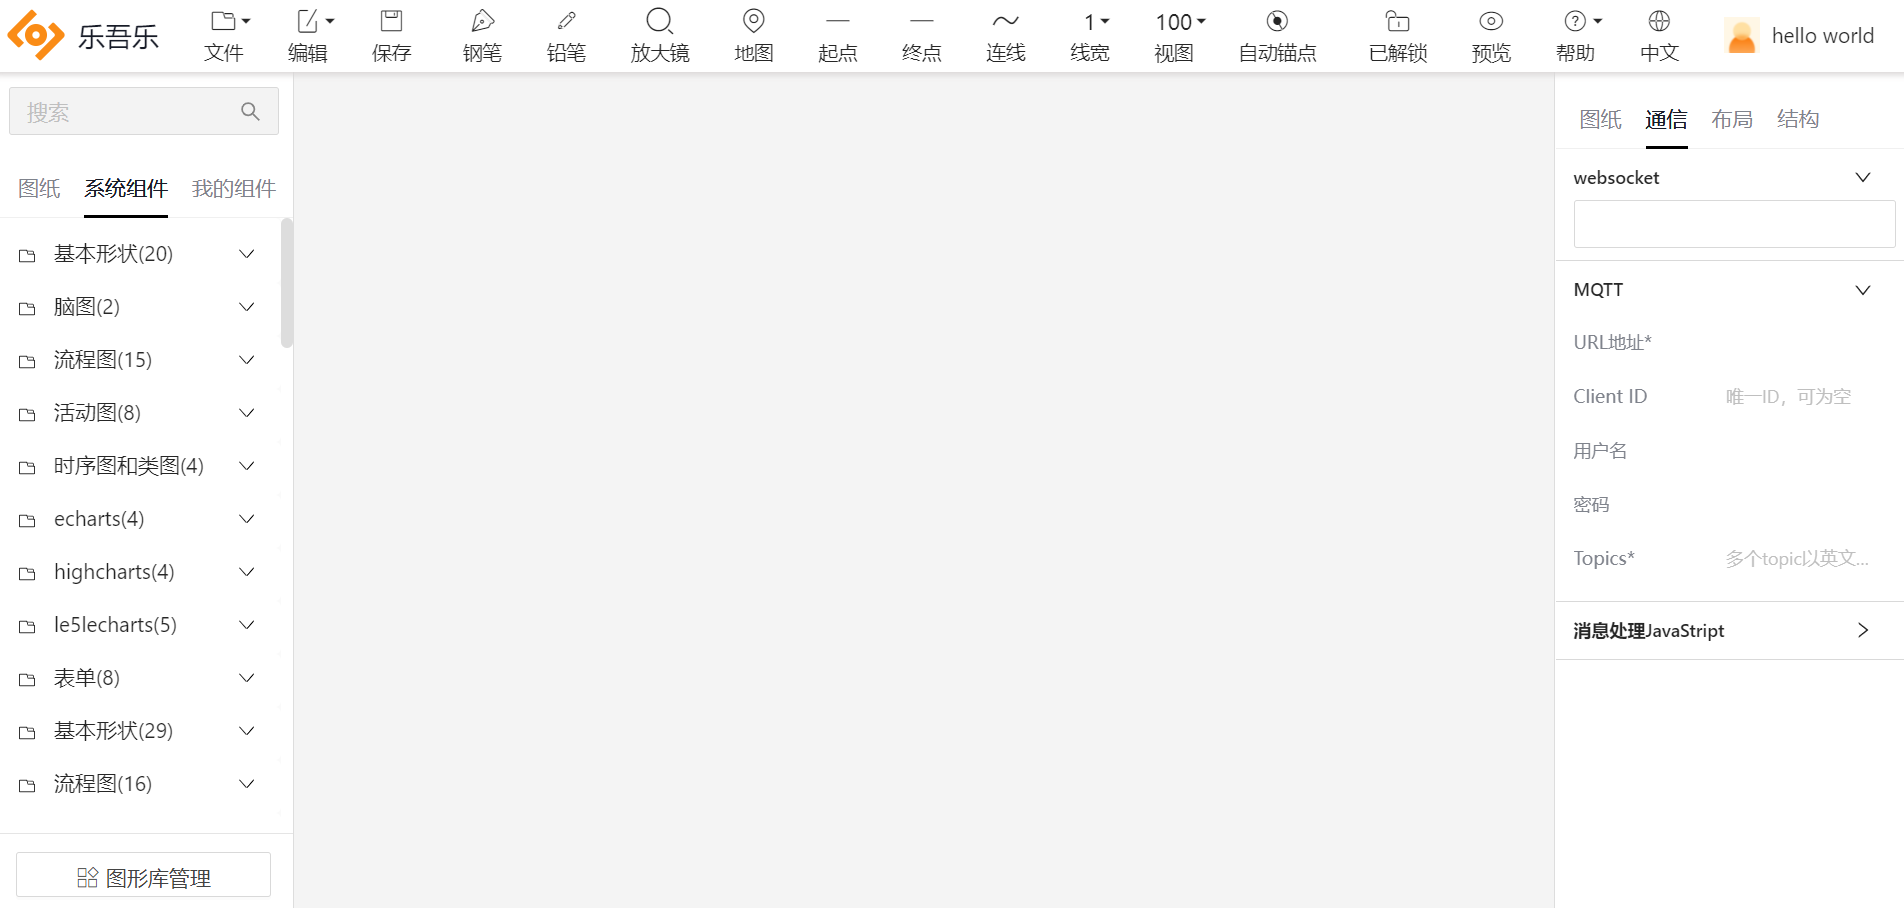 乐吾乐
文件
编辑
保存
钢笔
铅笔
放大镜
地图
起点
终点
连线
1
线宽
100
视图
自动锚点
已解锁
预览
帮助
中文
hello world
搜索
图纸 系统组件 我的组件
基本形状(20)
脑图(2)
流程图(15)
活动图(8)
时序图和类图(4)
echarts(4)
highcharts(4)
le5lecharts(5)
表单(8)
基本形状(29)
流程图(16)
图形库管理
图纸 通信 布局 结构
websocket
MQTT
URL地址*
Client ID 唯一ID，可为空
用户名
密码
Topics* 多个topic以英文...
消息处理JavaStript